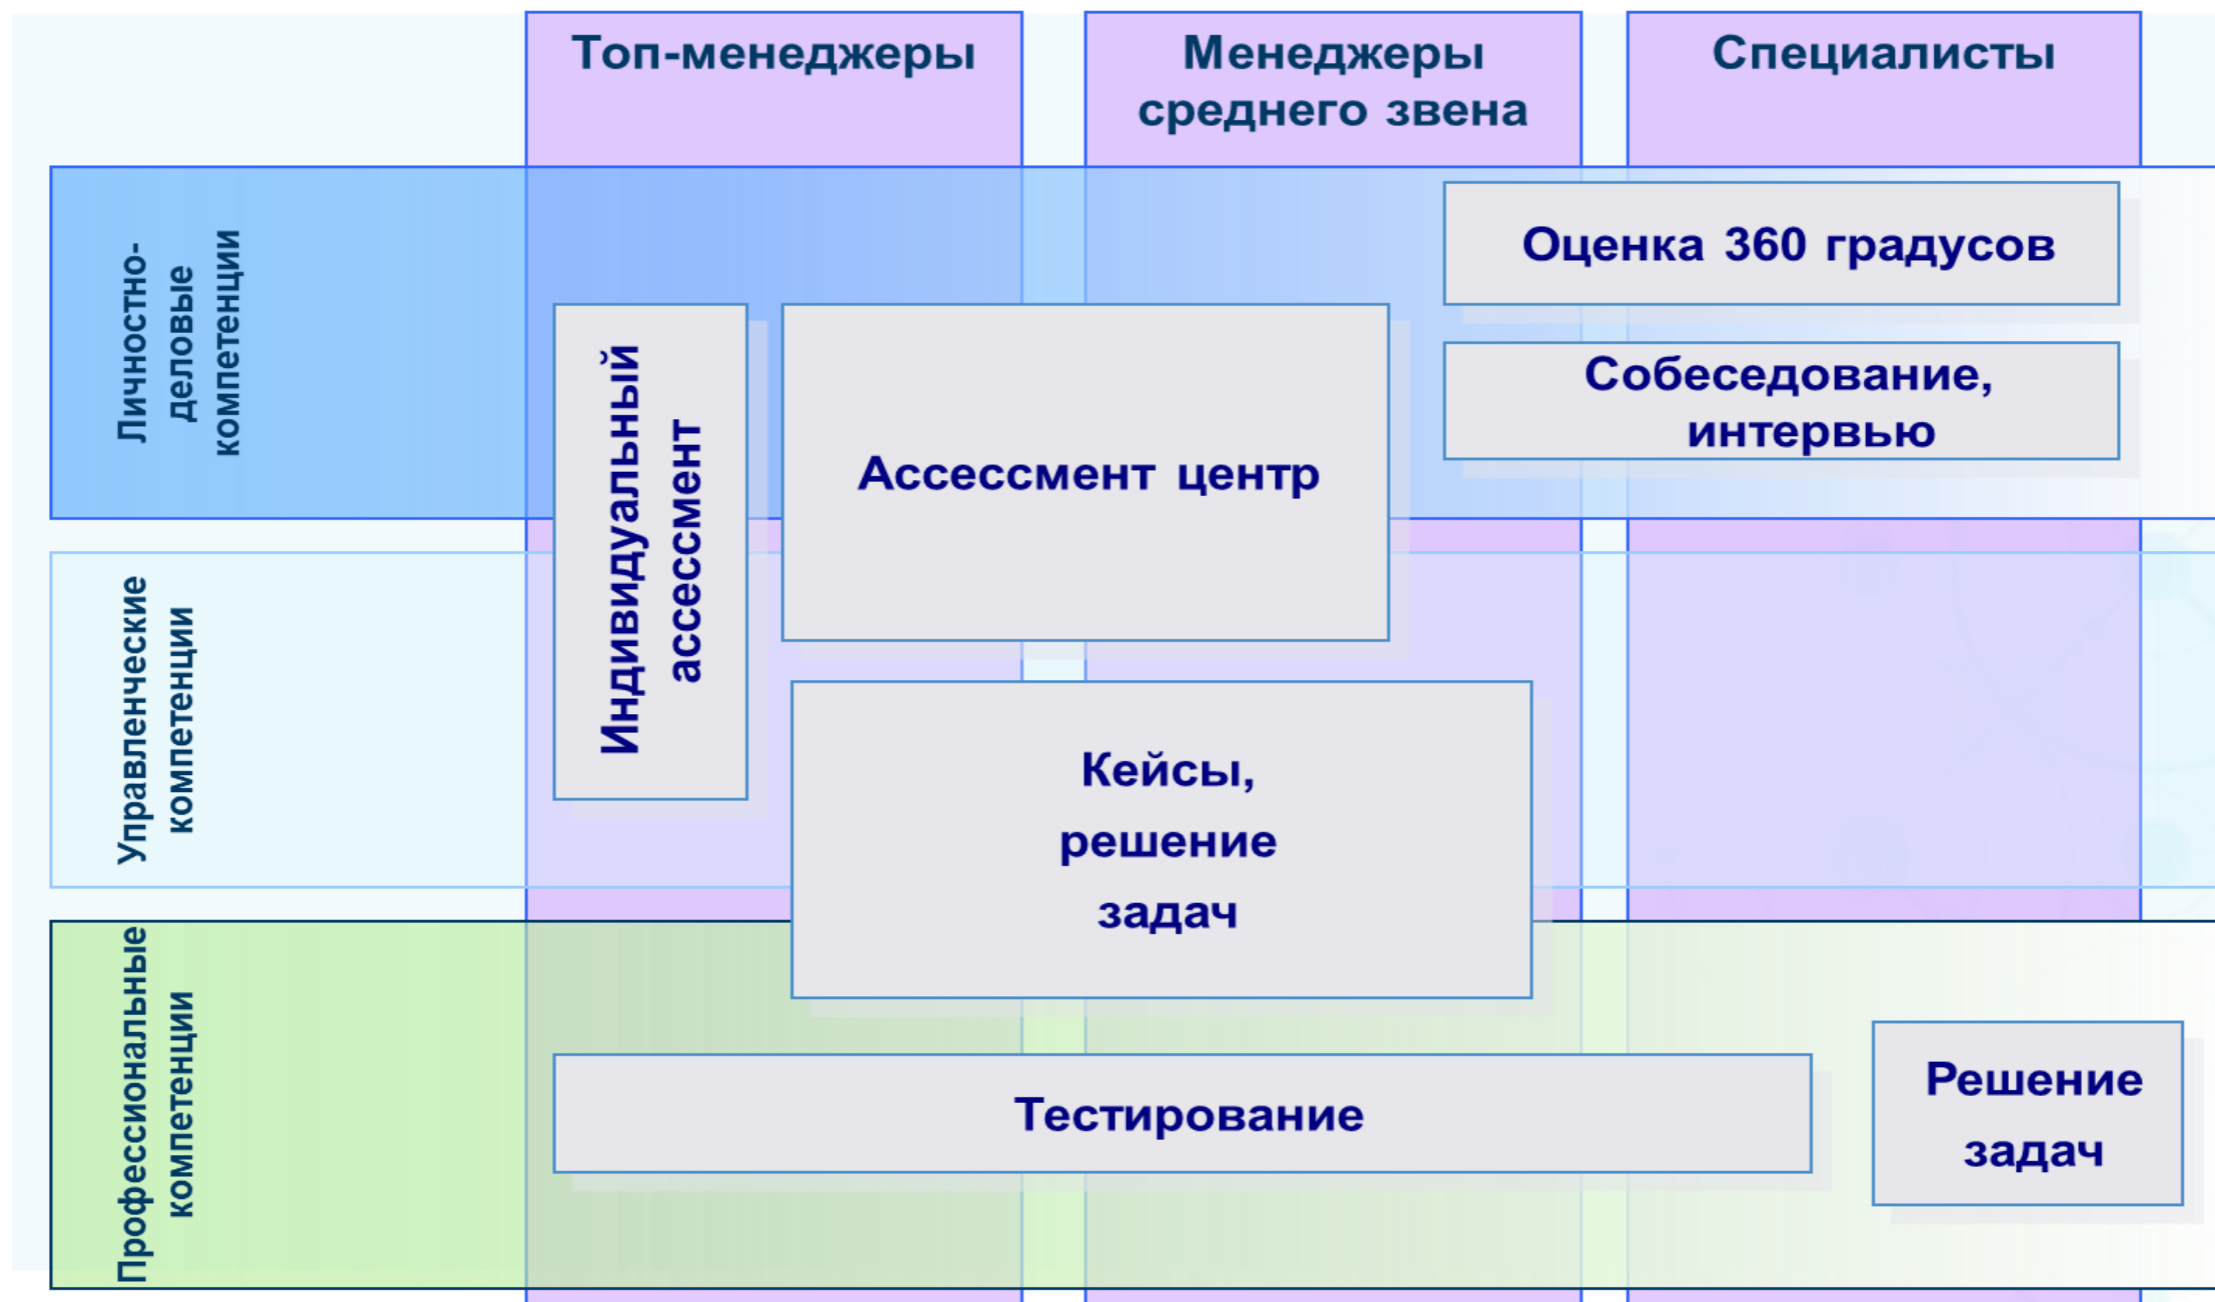 Топ-менеджеры
Менеджеры
среднего звена
Специалисты
Личностно-
деловые
компетенции
Оценка 360 градусов
Собеседование,
интервью
Индивидуальный
ассессмент
Ассессмент центр
Управленческие
компетенции
Кейсы,
решение
задач
Профессиональные
компетенции
Тестирование
Решение
задач